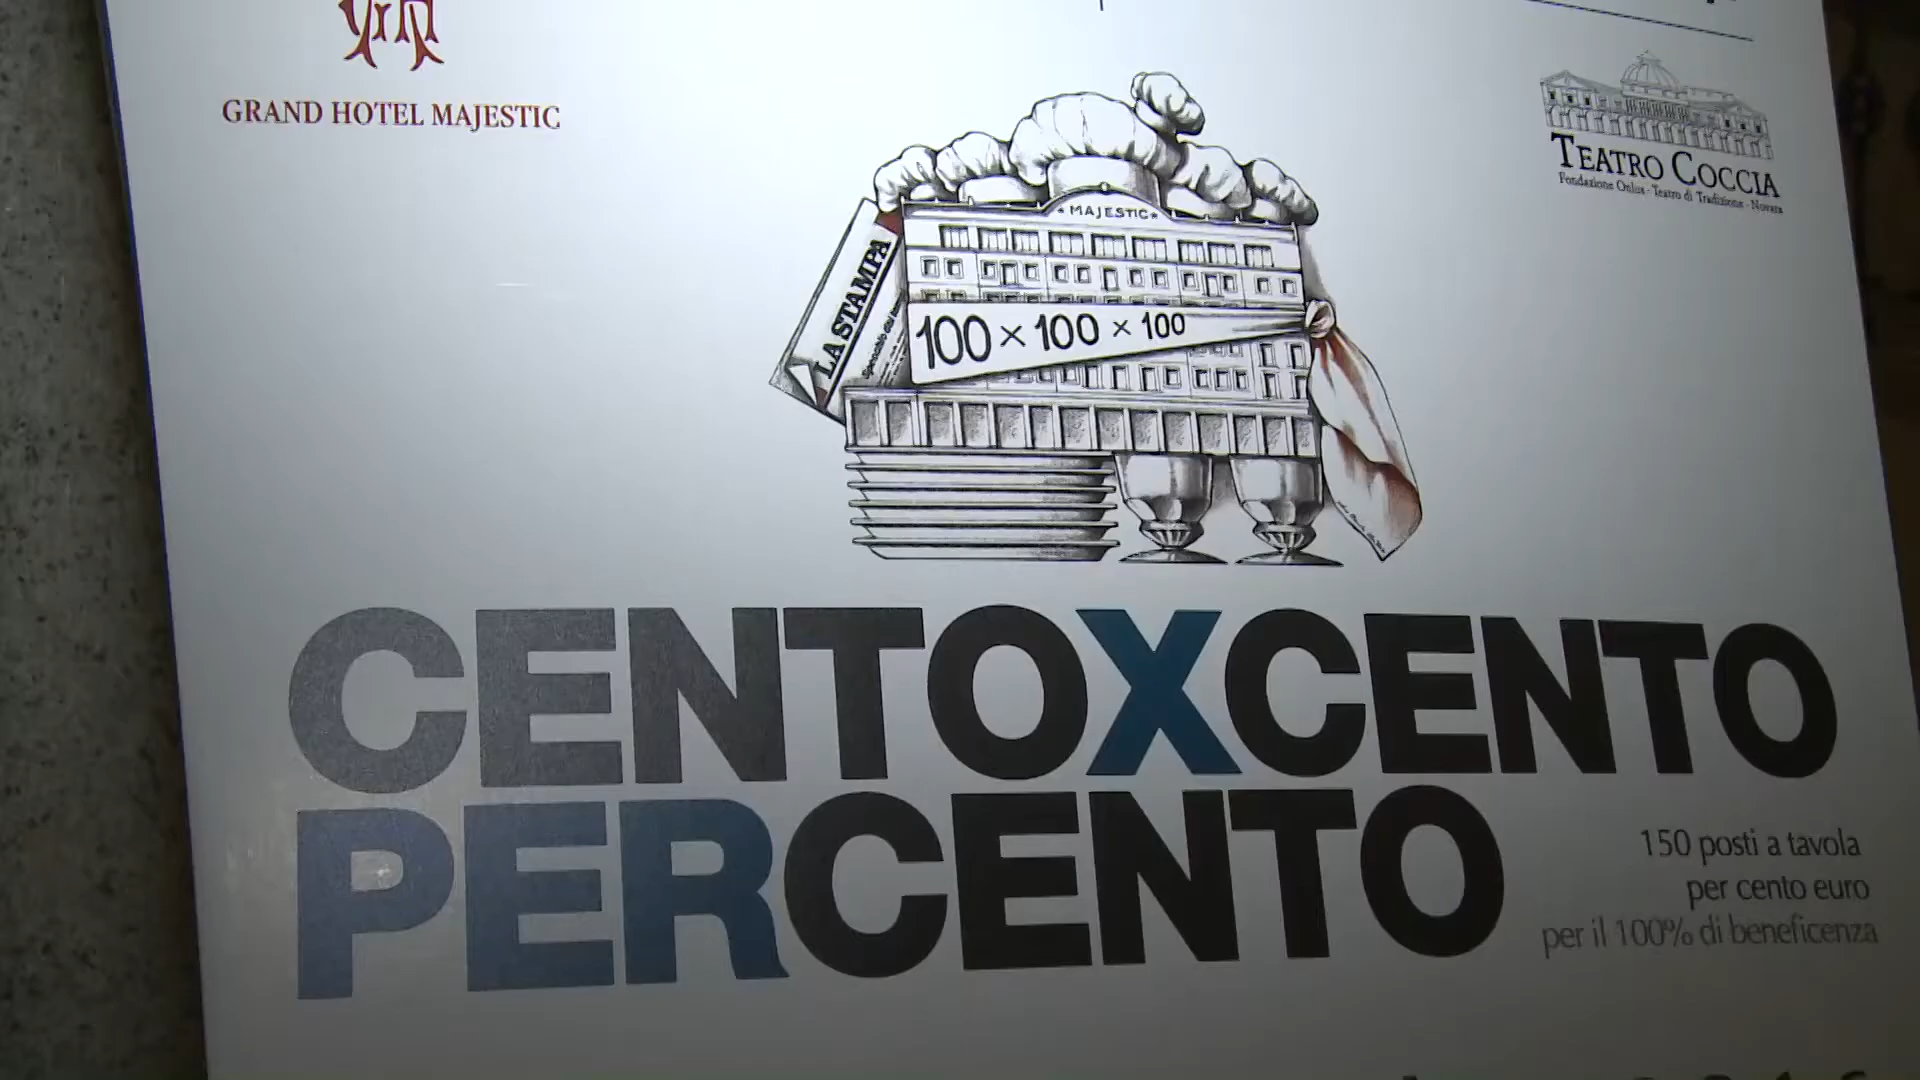 GRAND HOTEL MAJESTIC
TEATRO COCCIA
Fondazione Onlus - Teatro di Tradizione - Novara
★ MAJESTIC ★
LA STAMPA
100 × 100 × 100
CENTOXCENTO
PERCENTO
150 posti a tavola
per cento euro
per il 100% di beneficenza